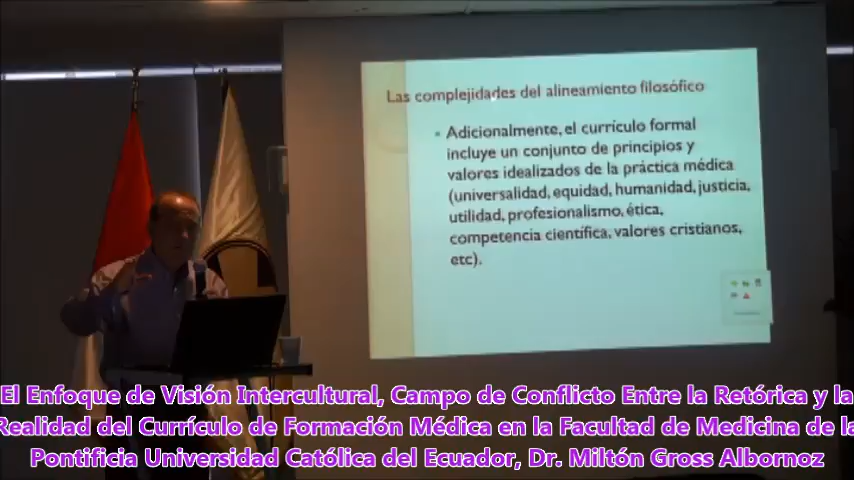 Las complejidades del alineamiento filosófico
Adicionalmente, el currículo formal
incluye un conjunto de principios y
valores idealizados de la práctica médica
(universalidad, equidad, humanidad, justicia,
utilidad, profesionalismo, ética,
competencia científica, valores cristianos,
etc).
El Enfoque de Visión Intercultural, Campo de Conflicto Entre la Retórica y la
Realidad del Currículo de Formación Médica en la Facultad de Medicina de la
Pontificia Universidad Católica del Ecuador, Dr. Miltón Gross Albornoz